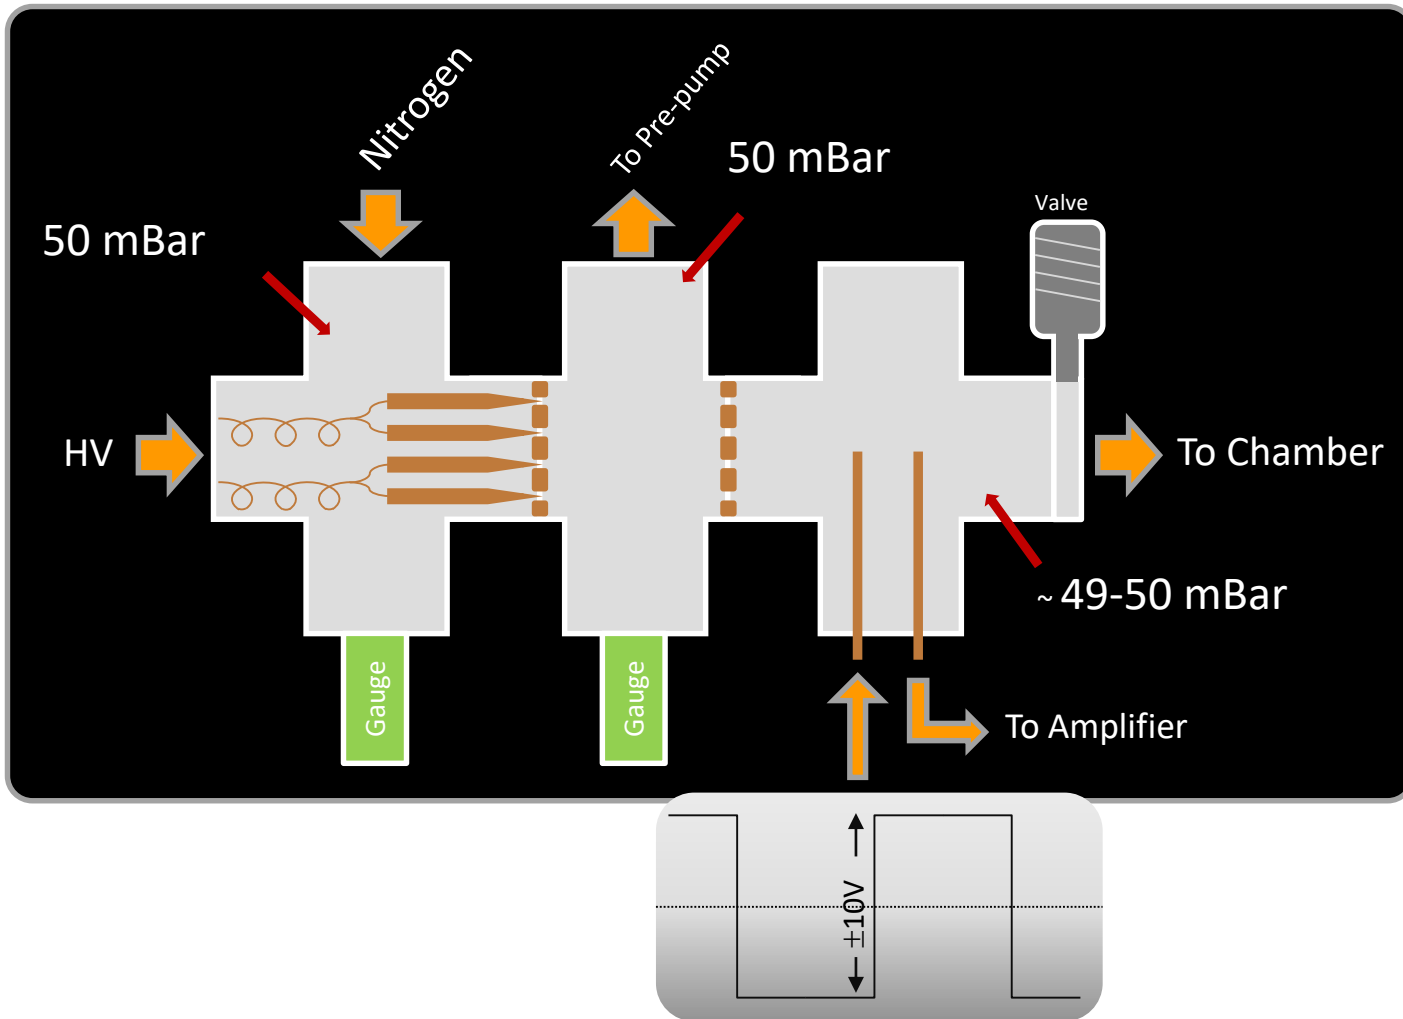 Nitrogen
To Pre-pump
50 mBar
Valve
50 mBar
HV
To Chamber
~ 49-50 mBar
Gauge
Gauge
To Amplifier
±10V